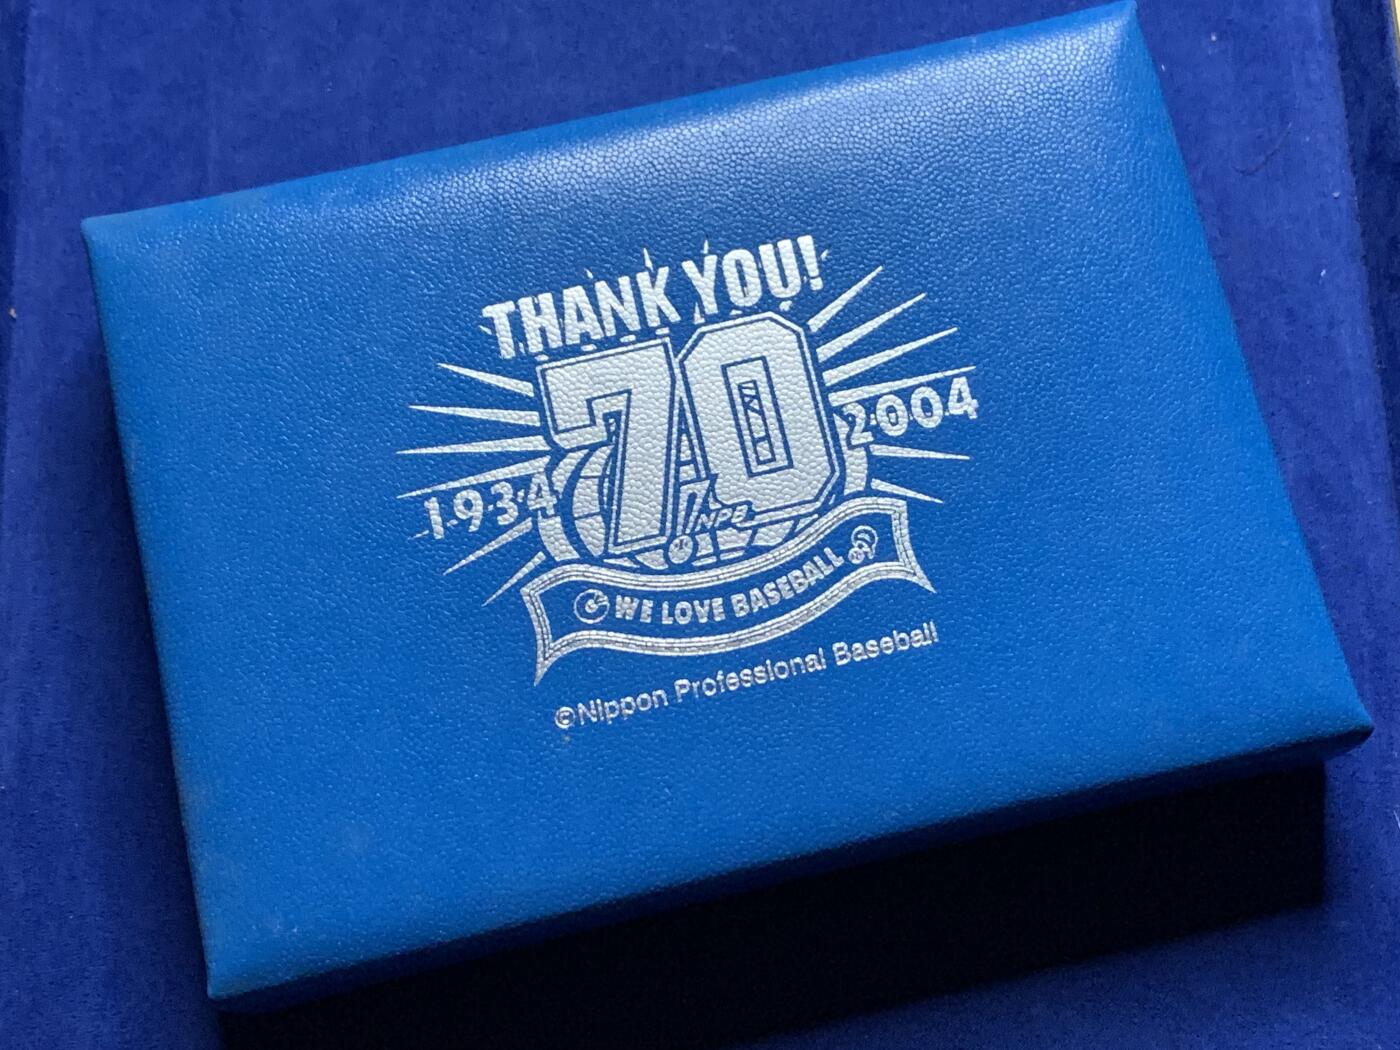 THANK YOU!
70
1934
2004
NPB
WE LOVE BASEBALL
©Nippon Professional Baseball